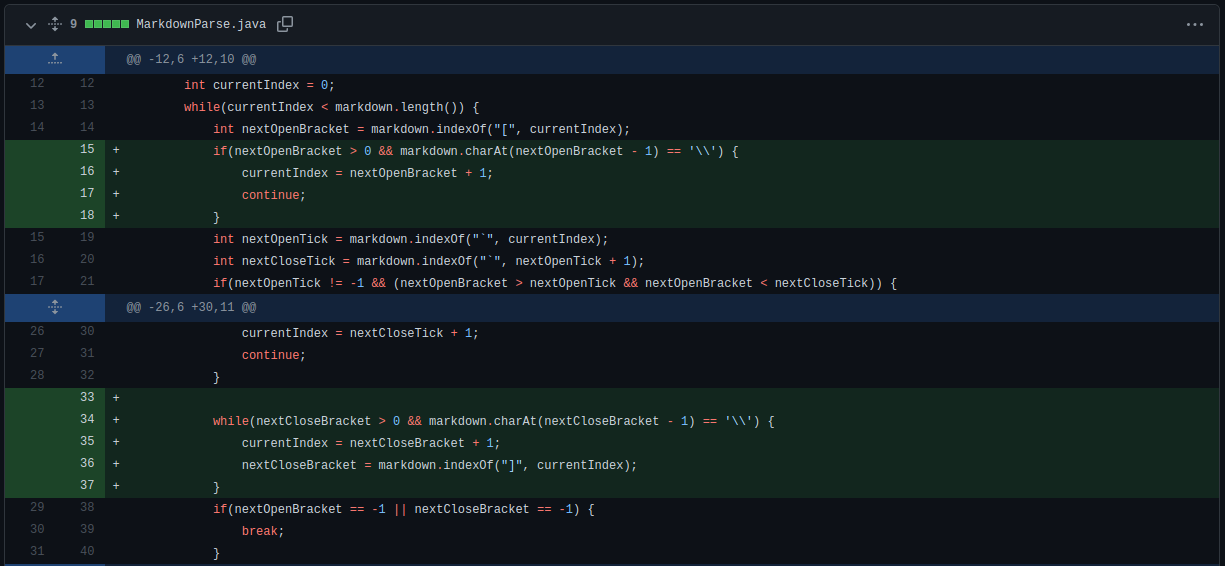 9 MarkdownParse.java
@@ -12,6 +12,10 @@
12 12 int currentIndex = 0;
13 13 while(currentIndex < markdown.length()) {
14 14 int nextOpenBracket = markdown.indexOf("[", currentIndex);
15 + if(nextOpenBracket > 0 && markdown.charAt(nextOpenBracket - 1) == '\\') {
16 + currentIndex = nextOpenBracket + 1;
17 + continue;
18 + }
15 19 int nextOpenTick = markdown.indexOf("`", currentIndex);
16 20 int nextCloseTick = markdown.indexOf("`", nextOpenTick + 1);
17 21 if(nextOpenTick != -1 && (nextOpenBracket > nextOpenTick && nextOpenBracket < nextCloseTick)) {
@@ -26,6 +30,11 @@
26 30 currentIndex = nextCloseTick + 1;
27 31 continue;
28 32 }
33 +
34 + while(nextCloseBracket > 0 && markdown.charAt(nextCloseBracket - 1) == '\\') {
35 + currentIndex = nextCloseBracket + 1;
36 + nextCloseBracket = markdown.indexOf("]", currentIndex);
37 + }
29 38 if(nextOpenBracket == -1 || nextCloseBracket == -1) {
30 39 break;
31 40 }